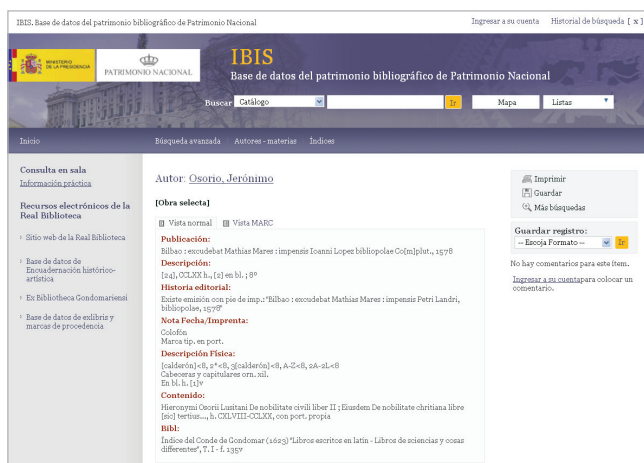 IBIS. Base de datos del patrimonio bibliográfico de Patrimonio Nacional
Ingresar a su cuenta Historial de búsqueda [ x ]
MINISTERIO
DE LA PRESIDENCIA
PATRIMONIO NACIONAL
IBIS
Base de datos del patrimonio bibliográfico de Patrimonio Nacional
Buscar Catálogo Ir Mapa Listas
Inicio Búsqueda avanzada Autores - materias Índices
Consulta en sala
Información práctica
Recursos electrónicos de la
Real Biblioteca
Sitio web de la Real Biblioteca
Base de datos de
Encuadernación histórico-
artística
Ex Bibliotheca Gondomariensi
Base de datos de exlibris y
marcas de procedencia
Autor: Osorio, Jerónimo
[Obra selecta]
Vista normal Vista MARC
Publicación:
Bilbao : excudebat Mathias Mares : impensis Ioanni Lopez bibliopolae Co[m]plut., 1578
Descripción:
[24], CCLXX h., [2] en bl. ; 8º
Historia editorial:
Existe emisión con pie de imp.: "Bilbao : excudebat Mathias Mares : impensis Petri Landri,
bibliopolae, 1578"
Nota Fecha/Imprenta:
Colofón
Marca tip. en port.
Descripción Física:
[calderón]<8, 2*<8, 3[calderón]<8, A-Z<8, 2A-2L<8
Cabeceras y capitulares orn. xil.
En bl. h. [1]v
Contenido:
Hieronymi Osorii Lusitani De nobilitate civili liber II ; Eiusdem De nobilitate chritiana libre
[sic] tertius..., h. CXLVIII-CCLXX, con port. propia
Bibl:
Índice del Conde de Gondomar (1623) "Libros escritos en latín - Libros de sciencias y cosas
differentes", T. I - f. 135v
Imprimir
Guardar
Más búsquedas
Guardar registro:
-- Escoja Formato -- Ir
No hay comentarios para este ítem.
Ingresar a su cuentapara colocar un
comentario.